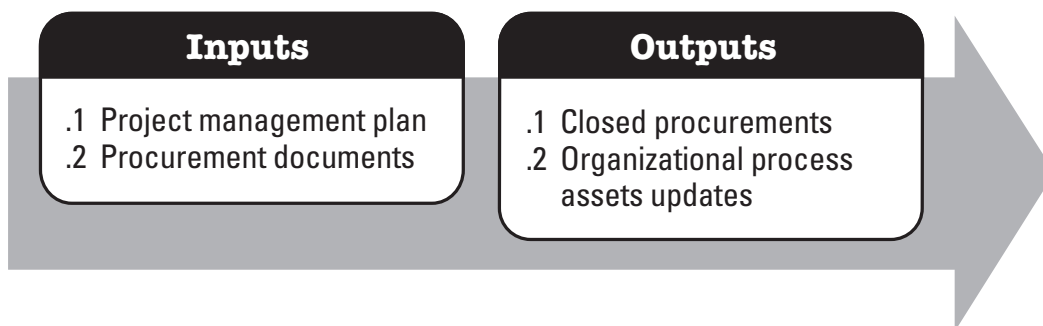 Inputs
.1 Project management plan
.2 Procurement documents
Outputs
.1 Closed procurements
.2 Organizational process
assets updates